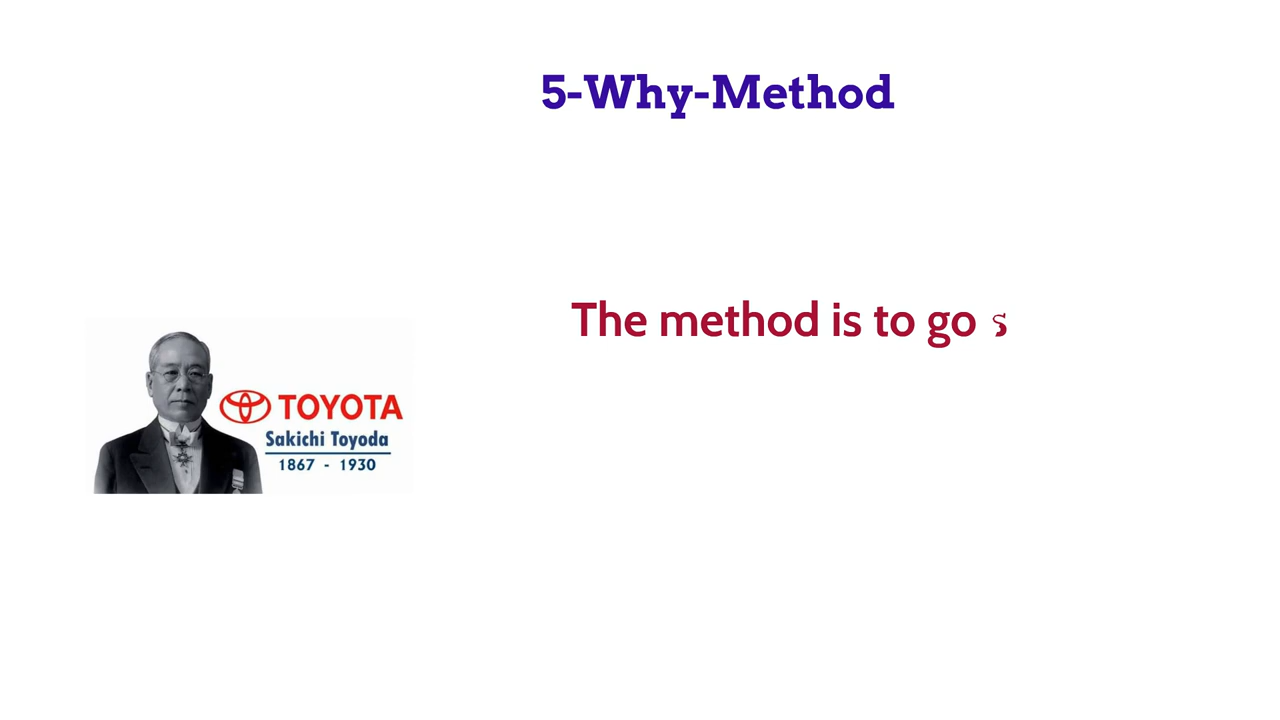 5-Why-Method
The method is to go s
TOYOTA
Sakichi Toyoda
1867 - 1930